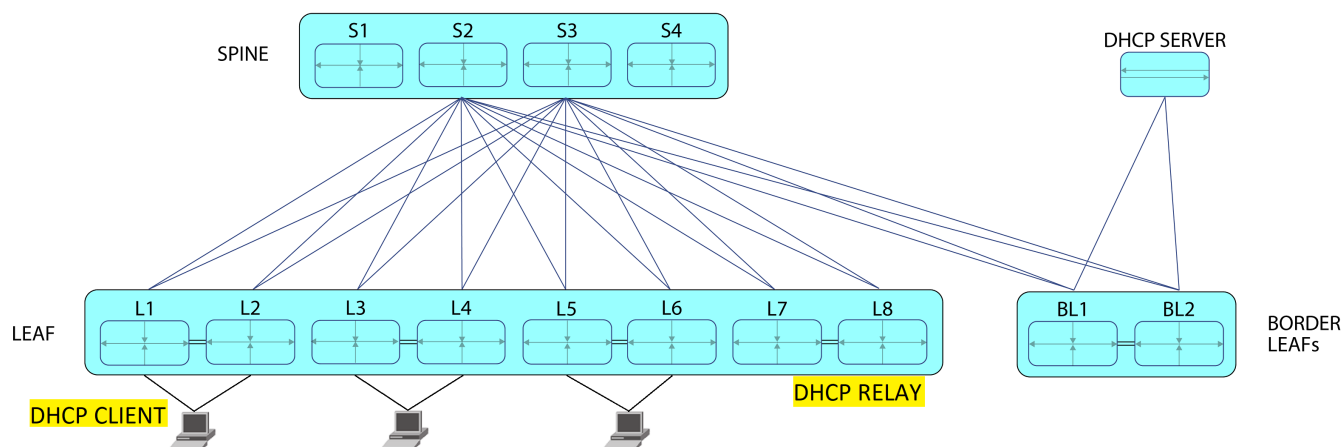 S1 S2 S3 S4
SPINE
DHCP SERVER
L1 L2 L3 L4 L5 L6 L7 L8
LEAF
BL1 BL2
BORDER
LEAFs
DHCP CLIENT
DHCP RELAY